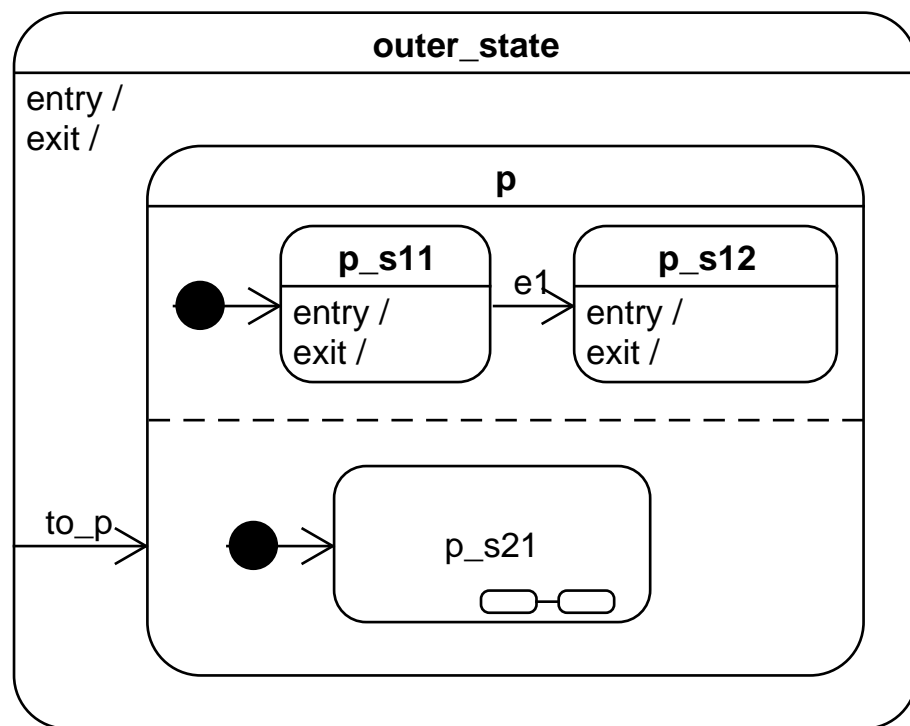 outer_state
entry /
exit /
p
p_s11
entry /
exit /
e1
p_s12
entry /
exit /
to_p
p_s21